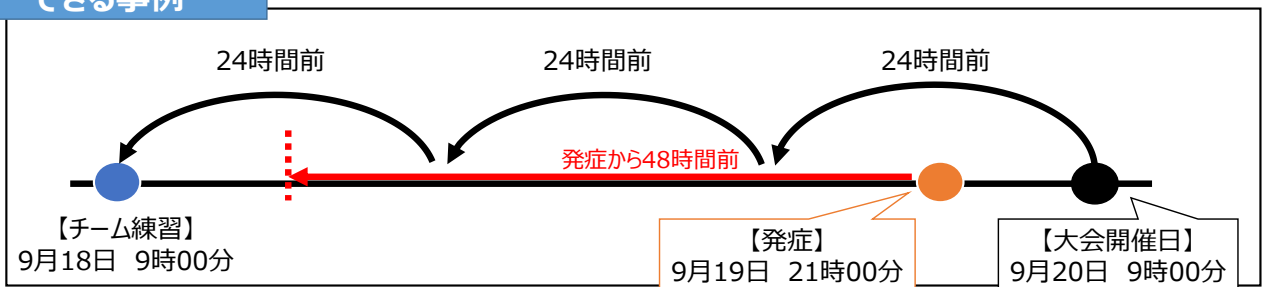 できる事例
24時間前 24時間前 24時間前
発症から48時間前
【チーム練習】
9月18日 9時00分
【発症】
9月19日 21時00分
【大会開催日】
9月20日 9時00分